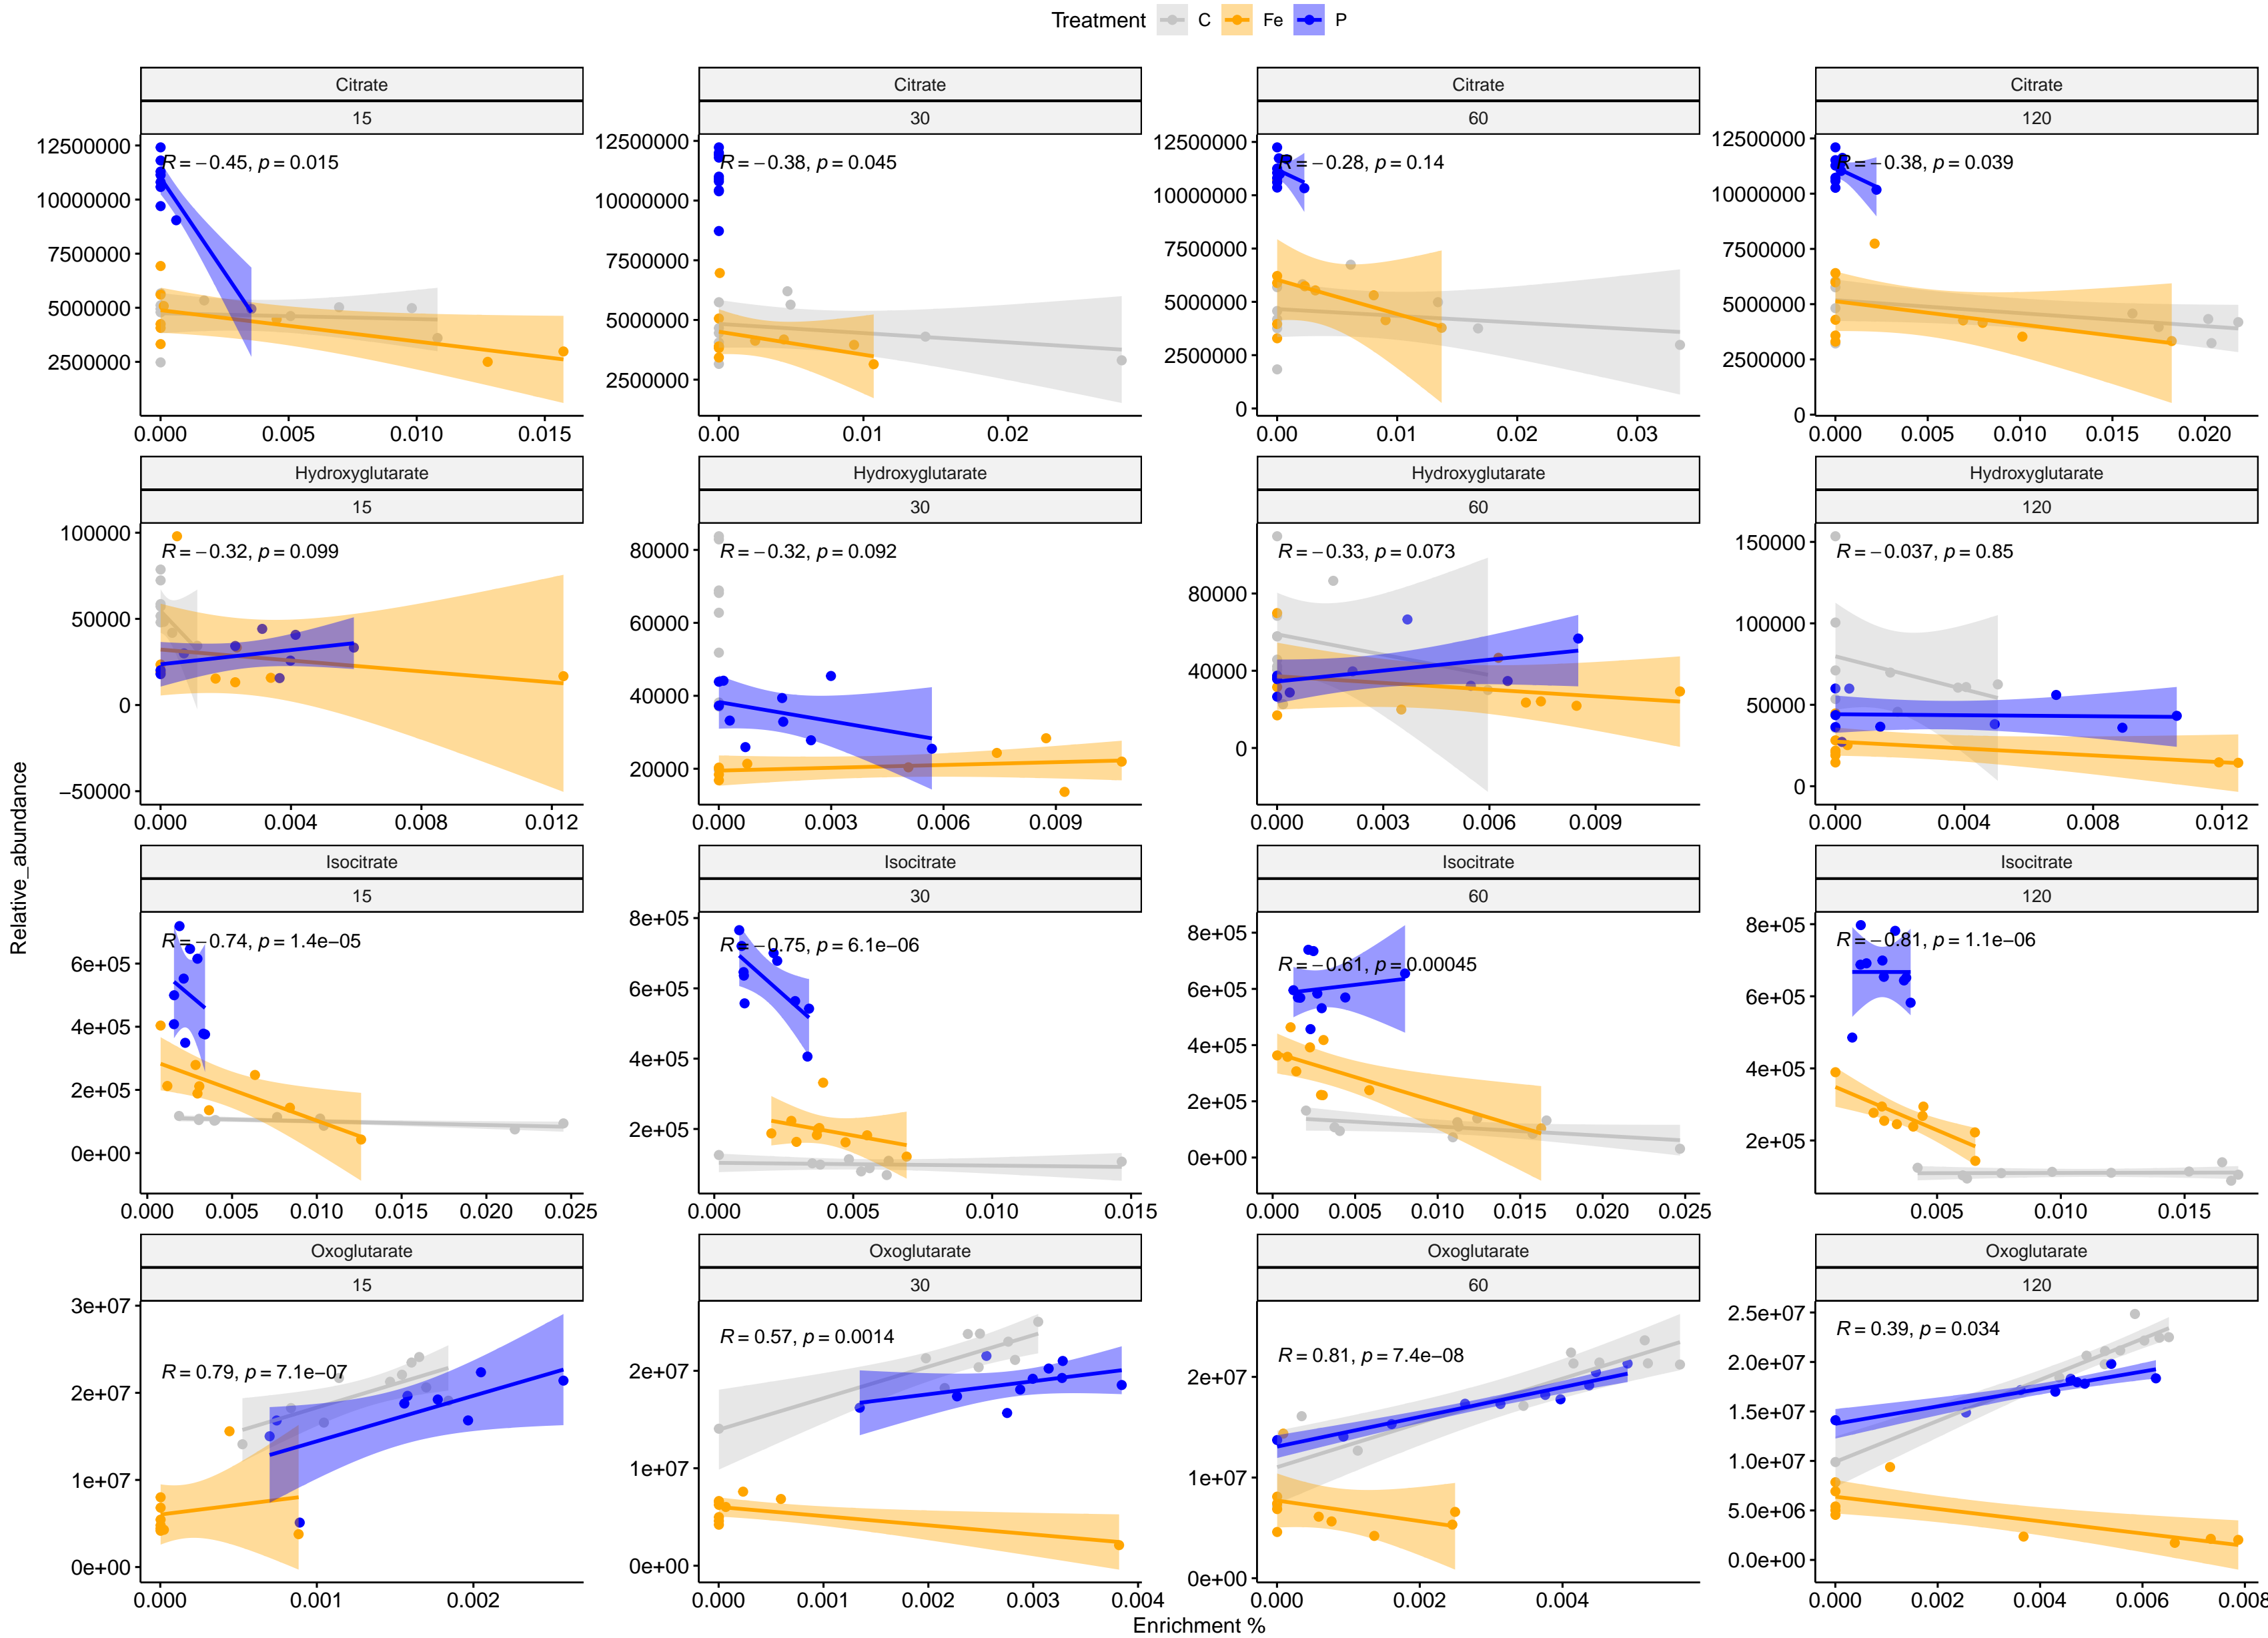 Treatment C Fe P
Citrate Citrate Citrate Citrate
15 30 60 120
R = −0.45, p = 0.015 R = −0.38, p = 0.045 R = −0.28, p = 0.14 R = −0.38, p = 0.039
12500000 12500000 12500000 12500000
10000000 10000000 10000000 10000000
7500000 7500000 7500000 7500000
5000000 5000000 5000000 5000000
2500000 2500000 2500000 2500000
0 0
0.000 0.005 0.010 0.015 0.00 0.01 0.02 0.00 0.01 0.02 0.03 0.000 0.005 0.010 0.015 0.020
Hydroxyglutarate Hydroxyglutarate Hydroxyglutarate Hydroxyglutarate
15 30 60 120
R = −0.32, p = 0.099 R = −0.32, p = 0.092 R = −0.33, p = 0.073 R = −0.037, p = 0.85
100000 80000 80000 150000
50000 60000 40000 100000
0 40000 0 50000
−50000 20000 0
0.000 0.004 0.008 0.012 0.000 0.003 0.006 0.009 0.000 0.003 0.006 0.009 0.000 0.004 0.008 0.012
Isocitrate Isocitrate Isocitrate Isocitrate
15 30 60 120
R = −0.74, p = 1.4e−05 R = −0.75, p = 6.1e−06 R = −0.61, p = 0.00045 R = −0.81, p = 1.1e−06
6e+05 8e+05 8e+05 8e+05
4e+05 6e+05 6e+05 6e+05
2e+05 4e+05 4e+05 4e+05
0e+00 2e+05 2e+05 2e+05
0e+00
0.000 0.005 0.010 0.015 0.020 0.025 0.000 0.005 0.010 0.015 0.000 0.005 0.010 0.015 0.020 0.025 0.005 0.010 0.015
Oxoglutarate Oxoglutarate Oxoglutarate Oxoglutarate
15 30 60 120
R = 0.79, p = 7.1e−07 R = 0.57, p = 0.0014 R = 0.81, p = 7.4e−08 R = 0.39, p = 0.034
3e+07 2e+07 2e+07 2.5e+07
2e+07 1e+07 1e+07 2.0e+07
1e+07 0e+00 0e+00 1.5e+07
0e+00 1.0e+07
5.0e+06
0.0e+00
0.000 0.001 0.002 0.000 0.001 0.002 0.003 0.004 0.000 0.002 0.004 0.000 0.002 0.004 0.006 0.008
Relative_abundance
Enrichment %